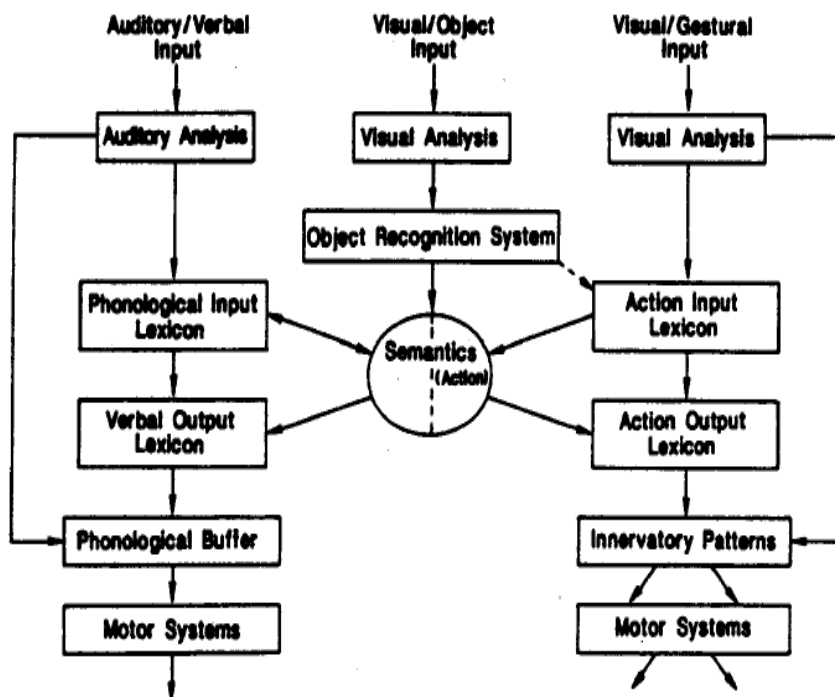 Auditory/Verbal
Input
Visual/Object
Input
Visual/Gestural
Input
Auditory Analysis
Visual Analysis
Visual Analysis
Object Recognition System
Phonological Input
Lexicon
Action Input
Lexicon
Semantics
(Action)
Verbal Output
Lexicon
Action Output
Lexicon
Phonological Buffer
Innervatory Patterns
Motor Systems
Motor Systems